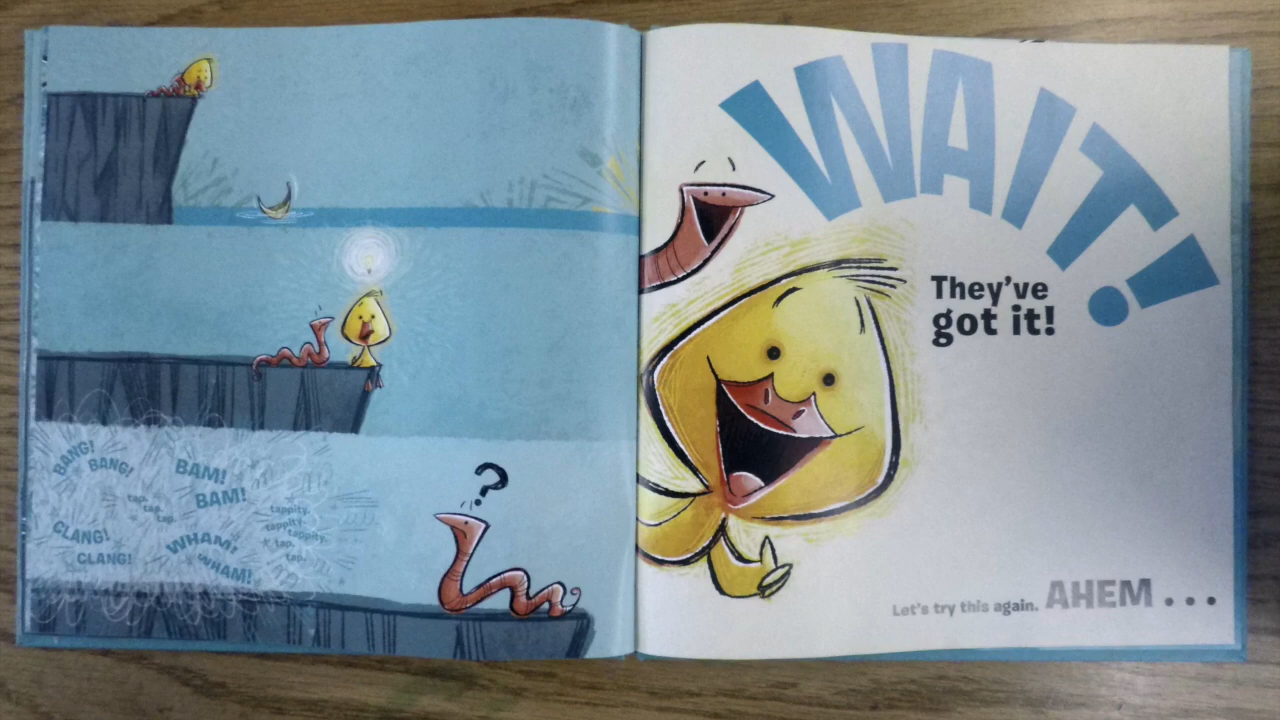 BANG!
BANG!
BAM!
BAM!
tap.
tap.
tap.
tappity.
tappity-
tappity.
tap.
tap.
CLANG!
CLANG!
WHAM!
WHAM!
?
WAIT!
They've
got it!
Let's try this again. AHEM...